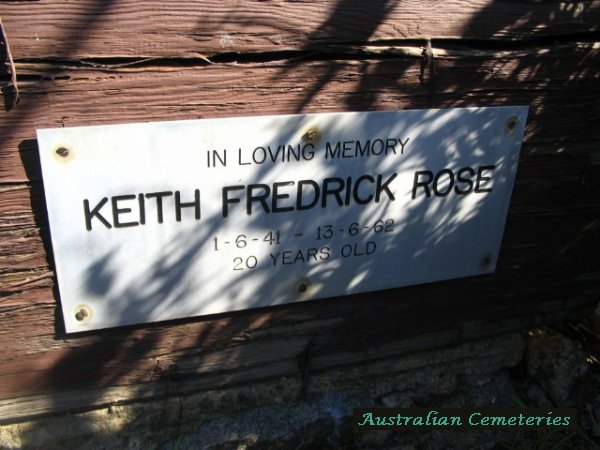 IN LOVING MEMORY
KEITH FREDRICK ROSE
1-6-41 - 13-6-62
20 YEARS OLD
Australian Cemeteries